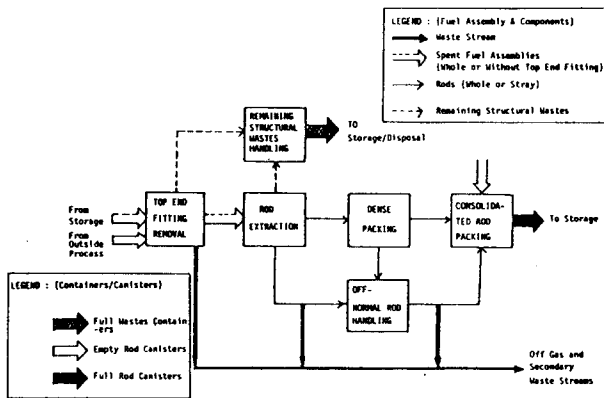 LEGEND : (Fuel Assembly & Components)
Waste Stream
Spent Fuel Assemblies
(Whole or Without Top End Fitting)
Rods (Whole or Stray)
Remaining Structural Wastes
REMAINING
STRUCTURAL
WASTES
HANDLING
TO
Storage/Disposal
From
Storage
From
Outside
Process
TOP END
FITTING
REMOVAL
ROD
EXTRACTION
DENSE
PACKING
CONSOLIDA-
TED ROD
PACKING
To Storage
OFF-
NORMAL ROD
HANDLING
LEGEND : (Containers/Canisters)
Full Wastes Contain-
ers
Empty Rod Canisters
Full Rod Canisters
Off Gas and
Secondary
Waste Streams